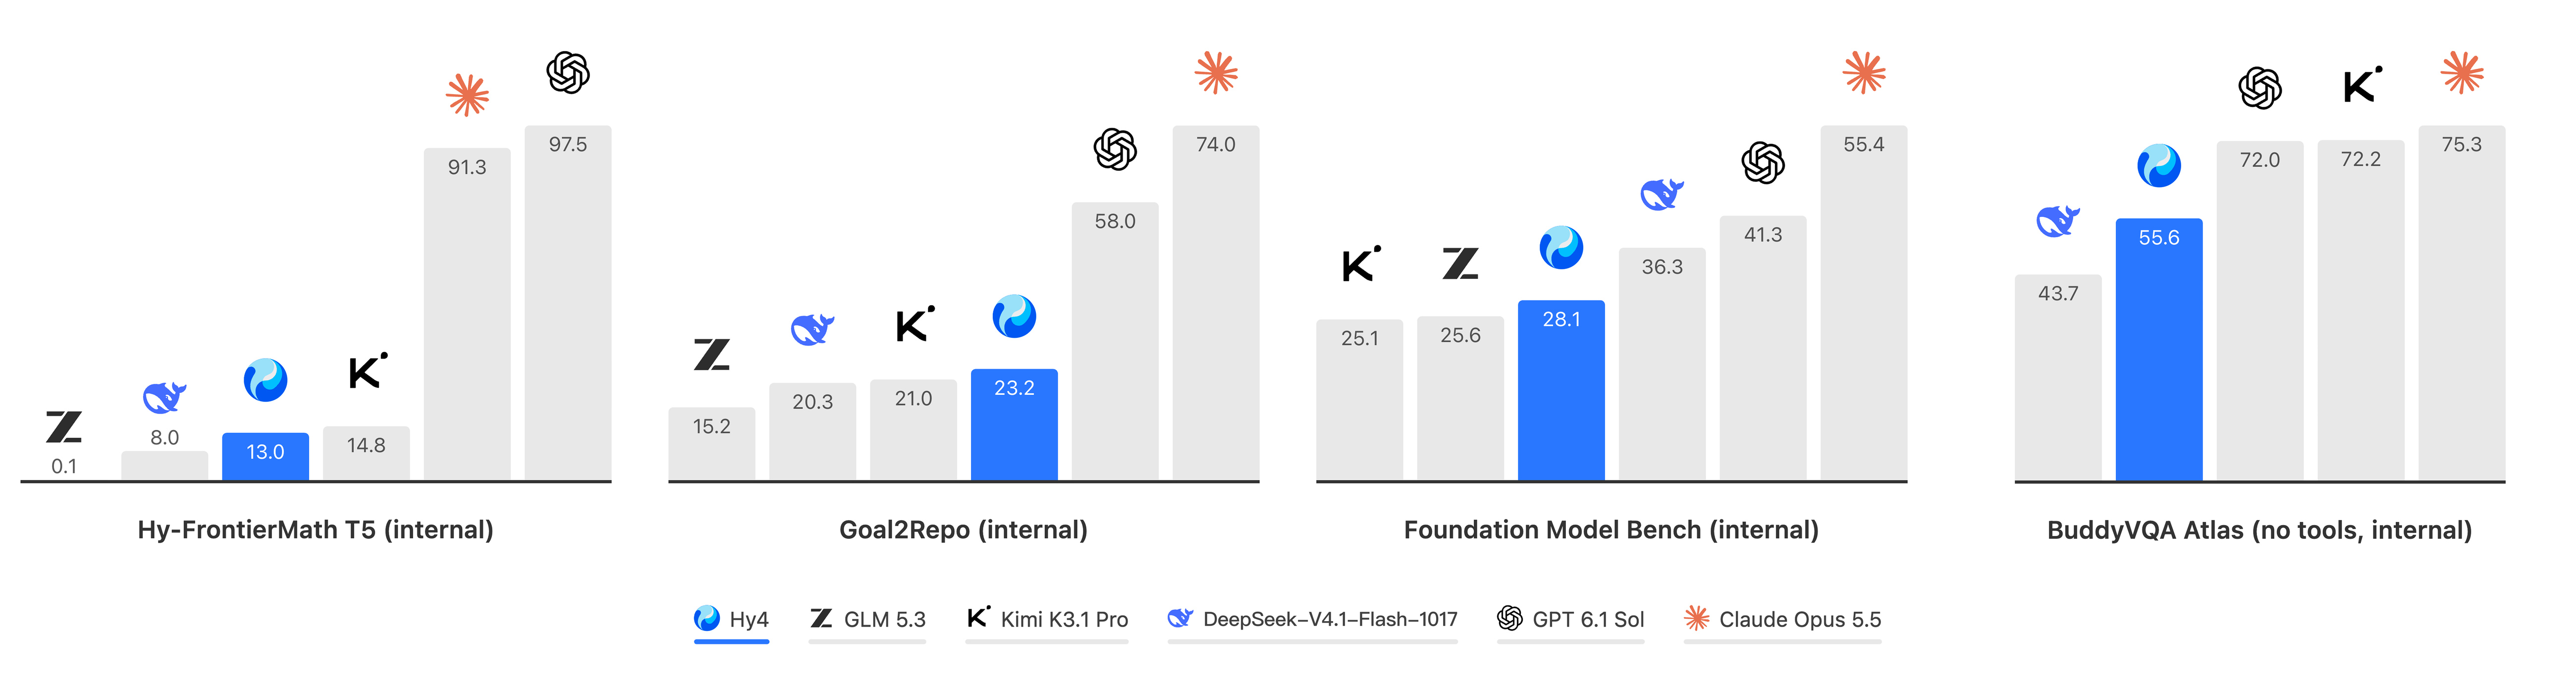 97.5
91.3
14.8
13.0
8.0
0.1
Hy-FrontierMath T5 (internal)
74.0
58.0
23.2
21.0
20.3
15.2
Goal2Repo (internal)
55.4
41.3
36.3
28.1
25.6
25.1
Foundation Model Bench (internal)
75.3
72.2
72.0
55.6
43.7
BuddyVQA Atlas (no tools, internal)
Hy4
GLM 5.3
Kimi K3.1 Pro
DeepSeek–V4.1–Flash–1017
GPT 6.1 Sol
Claude Opus 5.5